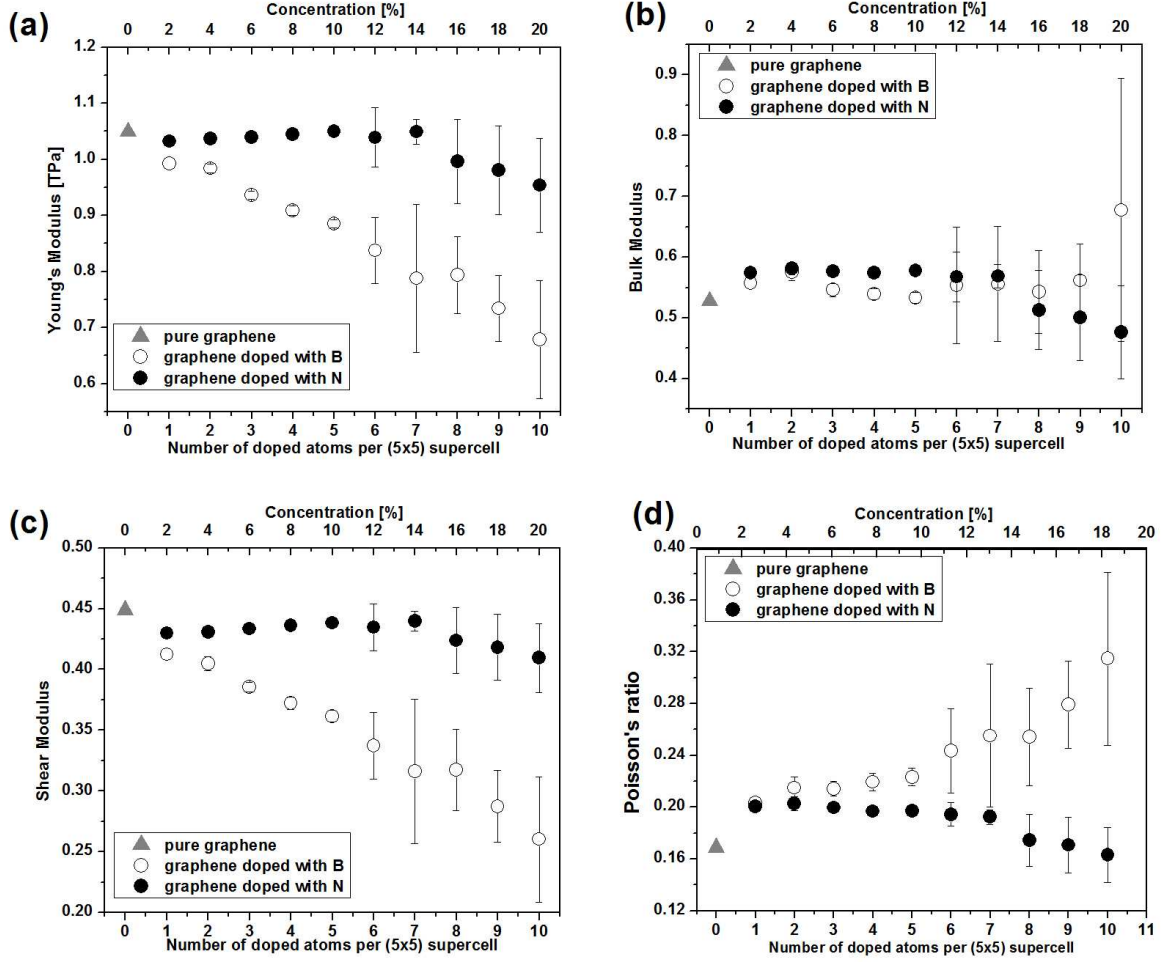 (a)
Concentration [%]
0 2 4 6 8 10 12 14 16 18 20
1.2
1.1
1.0
0.9
0.8
0.7
0.6
Young's Modulus [TPa]
pure graphene
graphene doped with B
graphene doped with N
0 1 2 3 4 5 6 7 8 9 10
Number of doped atoms per (5x5) supercell
(b)
Concentration [%]
0 2 4 6 8 10 12 14 16 18 20
pure graphene
graphene doped with B
graphene doped with N
0.9
0.8
0.7
0.6
0.5
0.4
Bulk Modulus
0 1 2 3 4 5 6 7 8 9 10
Number of doped atoms per (5x5) supercell
(c)
Concentration [%]
0 2 4 6 8 10 12 14 16 18 20
0.50
0.45
0.40
0.35
0.30
0.25
0.20
Shear Modulus
pure graphene
graphene doped with B
graphene doped with N
0 1 2 3 4 5 6 7 8 9 10
Number of doped atoms per (5x5) supercell
(d)
Concentration [%]
0 2 4 6 8 10 12 14 16 18 20
pure graphene
graphene doped with B
graphene doped with N
0.40
0.36
0.32
0.28
0.24
0.20
0.16
0.12
Poisson's ratio
0 1 2 3 4 5 6 7 8 9 10 11
Number of doped atoms per (5x5) supercell